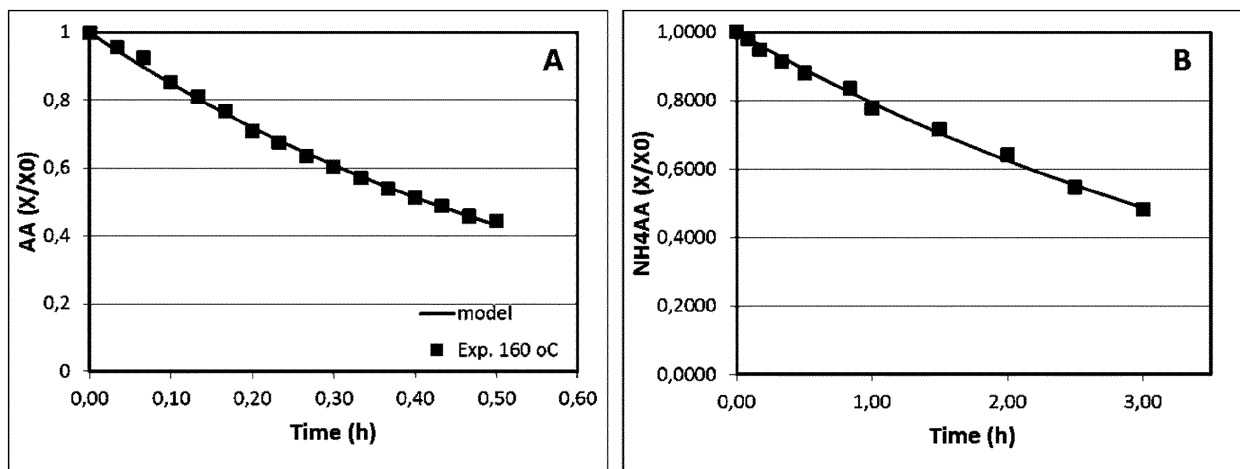 A
AA (X/X0)
1
0,8
0,6
0,4
0,2
0
model
Exp. 160 oC
0,00 0,10 0,20 0,30 0,40 0,50 0,60
Time (h)
B
NH4AA (X/X0)
1,0000
0,8000
0,6000
0,4000
0,2000
0,0000
0,00 1,00 2,00 3,00
Time (h)